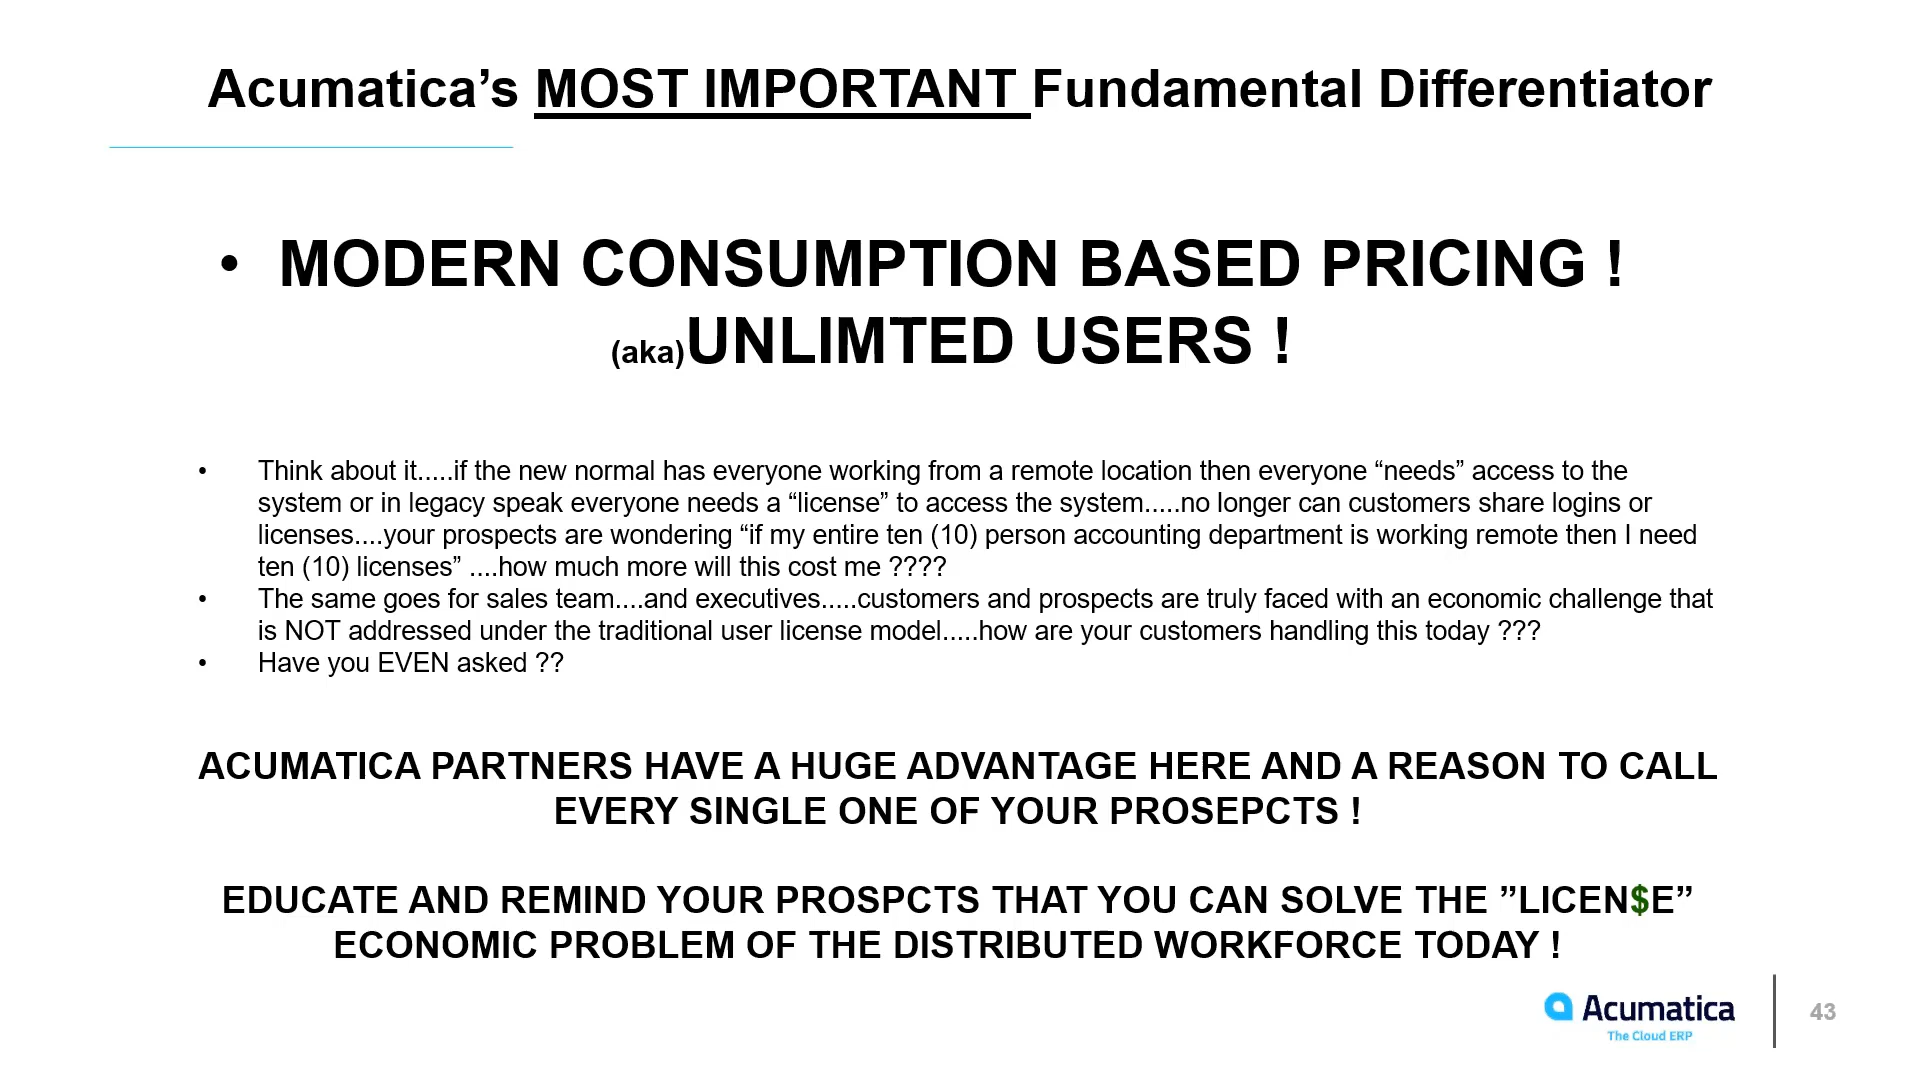 Acumatica’s MOST IMPORTANT Fundamental Differentiator
• MODERN CONSUMPTION BASED PRICING !
(aka)UNLIMTED USERS !
• Think about it.....if the new normal has everyone working from a remote location then everyone “needs” access to the
system or in legacy speak everyone needs a “license” to access the system.....no longer can customers share logins or
licenses....your prospects are wondering “if my entire ten (10) person accounting department is working remote then I need
ten (10) licenses” ....how much more will this cost me ????
• The same goes for sales team....and executives.....customers and prospects are truly faced with an economic challenge that
is NOT addressed under the traditional user license model.....how are your customers handling this today ???
• Have you EVEN asked ??
ACUMATICA PARTNERS HAVE A HUGE ADVANTAGE HERE AND A REASON TO CALL
EVERY SINGLE ONE OF YOUR PROSEPCTS !
EDUCATE AND REMIND YOUR PROSPCTS THAT YOU CAN SOLVE THE ”LICEN$E”
ECONOMIC PROBLEM OF THE DISTRIBUTED WORKFORCE TODAY !
Acumatica
The Cloud ERP
43